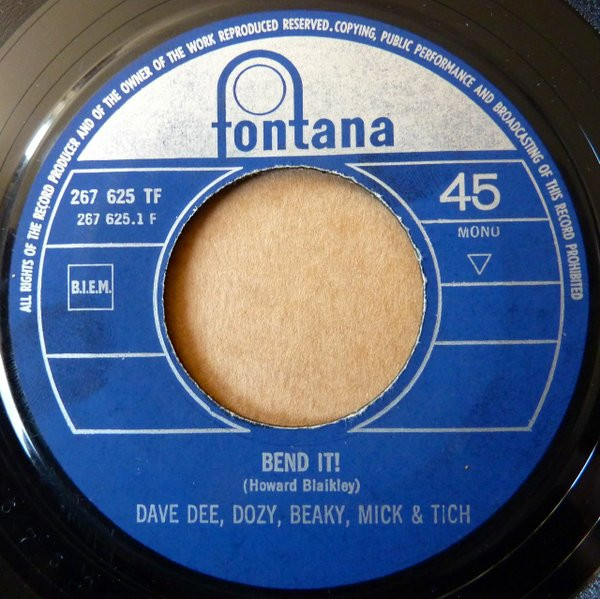 ALL RIGHTS OF THE RECORD PRODUCER AND OF THE OWNER OF THE WORK REPRODUCED RESERVED. COPYING, PUBLIC PERFORMANCE AND BROADCASTING OF THIS RECORD PROHIBITED
fontana
267 625 TF
267 625.1 F
45
MONO
B.I.E.M.
BEND IT!
(Howard Blaikley)
DAVE DEE, DOZY, BEAKY, MICK & TICH